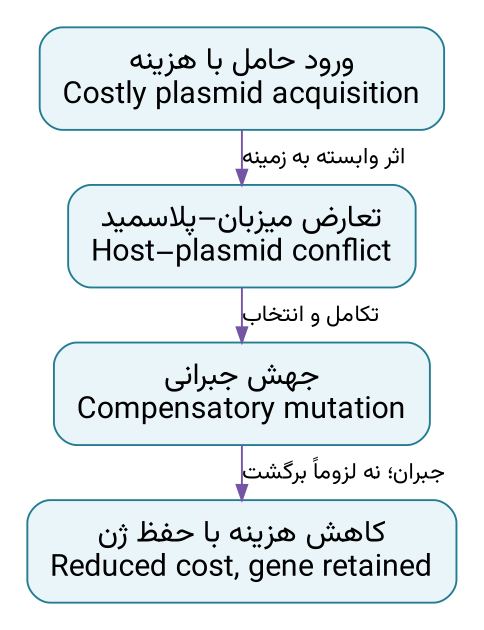 ورود حامل با هزینه
Costly plasmid acquisition
اثر وابسته به زمینه
تعارض میزبان–پلاسمید
Host–plasmid conflict
تکامل و انتخاب
جهش جبرانی
Compensatory mutation
جبران؛ نه لزوماً برگشت
کاهش هزینه با حفظ ژن
Reduced cost, gene retained